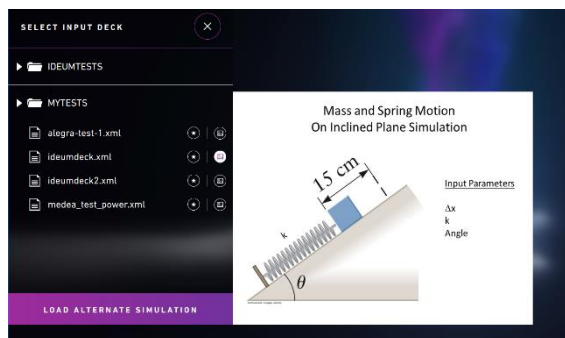 SELECT INPUT DECK
IDEUMTESTS
MYTESTS
alegra-test-1.xml
ideumdeck.xml
ideumdeck2.xml
medea_test_power.xml
LOAD ALTERNATE SIMULATION
Mass and Spring Motion
On Inclined Plane Simulation
15 cm
k
θ
Input Parameters
Δx
k
Angle